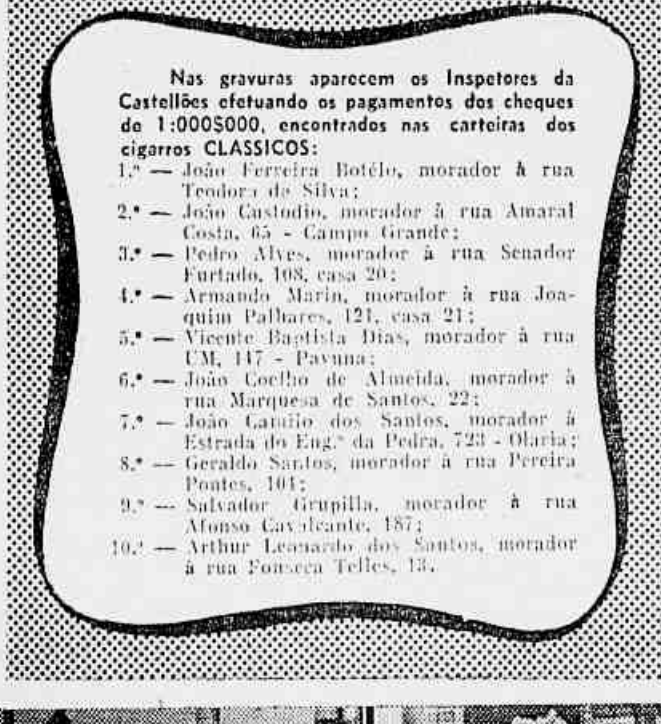 Nas gravuras aparecem os Inspetores da
Castellões efetuando os pagamentos dos cheques
de 1:000$000, encontrados nas carteiras dos
cigarros CLASSICOS:
1.º — João Ferreira Botélo, morador à rua
Teodora da Silva;
2.º — João Custodio, morador à rua Amaral
Costa, 65 - Campo Grande;
3.º — Pedro Alves, morador à rua Senador
Furtado, 108, casa 20;
4.º — Armando Marin, morador à rua Joa-
quim Palhares, 121, casa 21;
5.º — Vicente Baptista Dias, morador à rua
UM, 147 - Pavuna;
6.º — João Coelho de Almeida, morador à
rua Marquesa de Santos, 22;
7.º — João Camilo dos Santos, morador à
Estrada do Eng.º da Pedra, 723 - Olaria;
8.º — Geraldo Santos, morador à rua Pereira
Pontes, 104;
9.º — Salvador Grupilla, morador à rua
Afonso Cavalcante, 187;
10.º — Arthur Leonardo dos Santos, morador
à rua Fonseca Telles, 13.